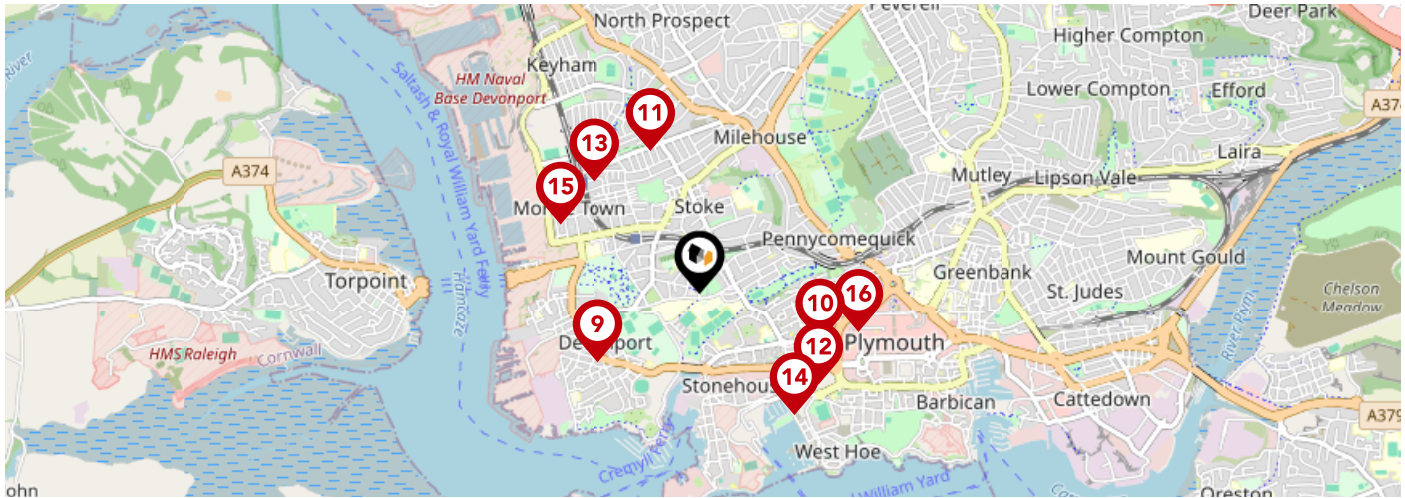 North Prospect
Peverell
Deer Park
Higher Compton
River
Keyham
HM Naval
Base Devonport
Saltash & Royal William Yard Ferry
Lower Compton
Efford
A374
11
Milehouse
13
Laira
A374
15
Mutley
Lipson Vale
Town
Stoke
Pennycomequick
Mount Gould
Torpoint
Hamoaze
Greenbank
St. Judes
Chelson
Meadow
16
10
9
River Plym
HMS Raleigh
Cornwall
12
Plymouth
14
Barbican
Cattedown
A379
Cremyll Ferry
West Hoe
Royal William Yard
Oreston